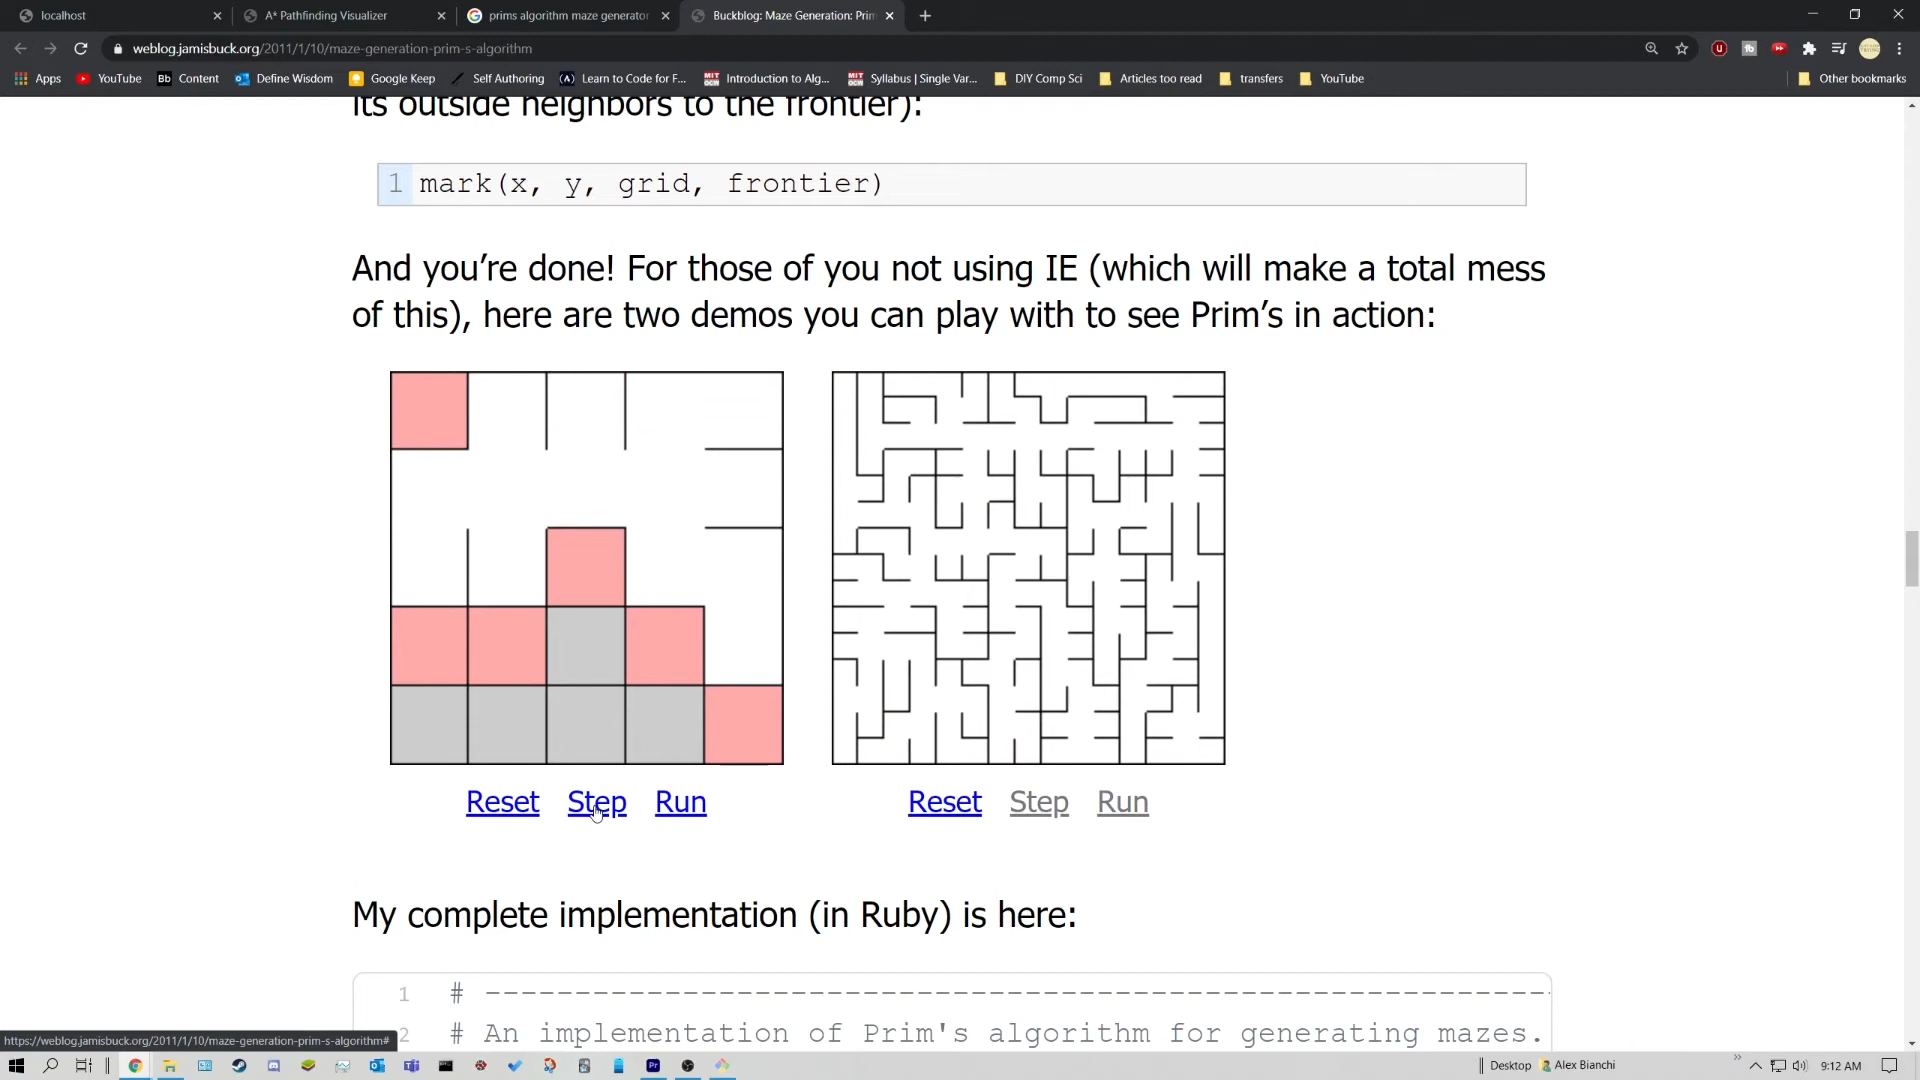 localhost
A* Pathfinding Visualizer
prims algorithm maze generator
Buckblog: Maze Generation: Prim
weblog.jamisbuck.org/2011/1/10/maze-generation-prim-s-algorithm
Apps YouTube Bb Content Define Wisdom Google Keep Self Authoring (A) Learn to Code for F... MIT OCW Introduction to Alg... MIT OCW Syllabus | Single Var... DIY Comp Sci Articles too read transfers YouTube Other bookmarks
its outside neighbors to the frontier):
1 mark(x, y, grid, frontier)
And you’re done! For those of you not using IE (which will make a total mess
of this), here are two demos you can play with to see Prim’s in action:
Reset Step Run Reset Step Run
My complete implementation (in Ruby) is here:
1 # --------------------------------------------------------------------
2 # An implementation of Prim's algorithm for generating mazes.
https://weblog.jamisbuck.org/2011/1/10/maze-generation-prim-s-algorithm#
Desktop Alex Bianchi 9:12 AM